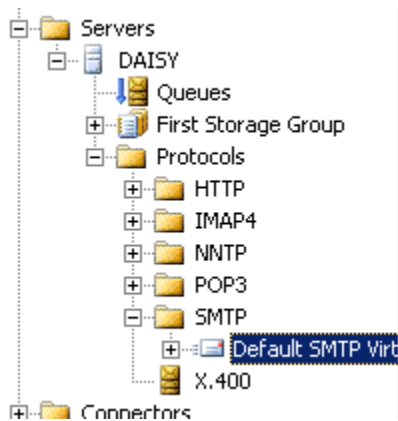 Servers
DAISY
Queues
First Storage Group
Protocols
HTTP
IMAP4
NNTP
POP3
SMTP
Default SMTP Virt
X.400
Connectors